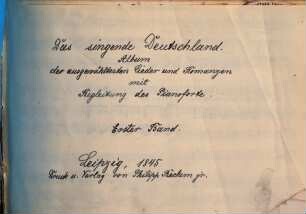 Das singende Deutschland.
Album
der ausgewähltesten Lieder und Romanzen
mit
Begleitung des Pianoforte.
Erster Band.
Leipzig, 1845
Druck u. Verlag von Philipp Reclam jr.